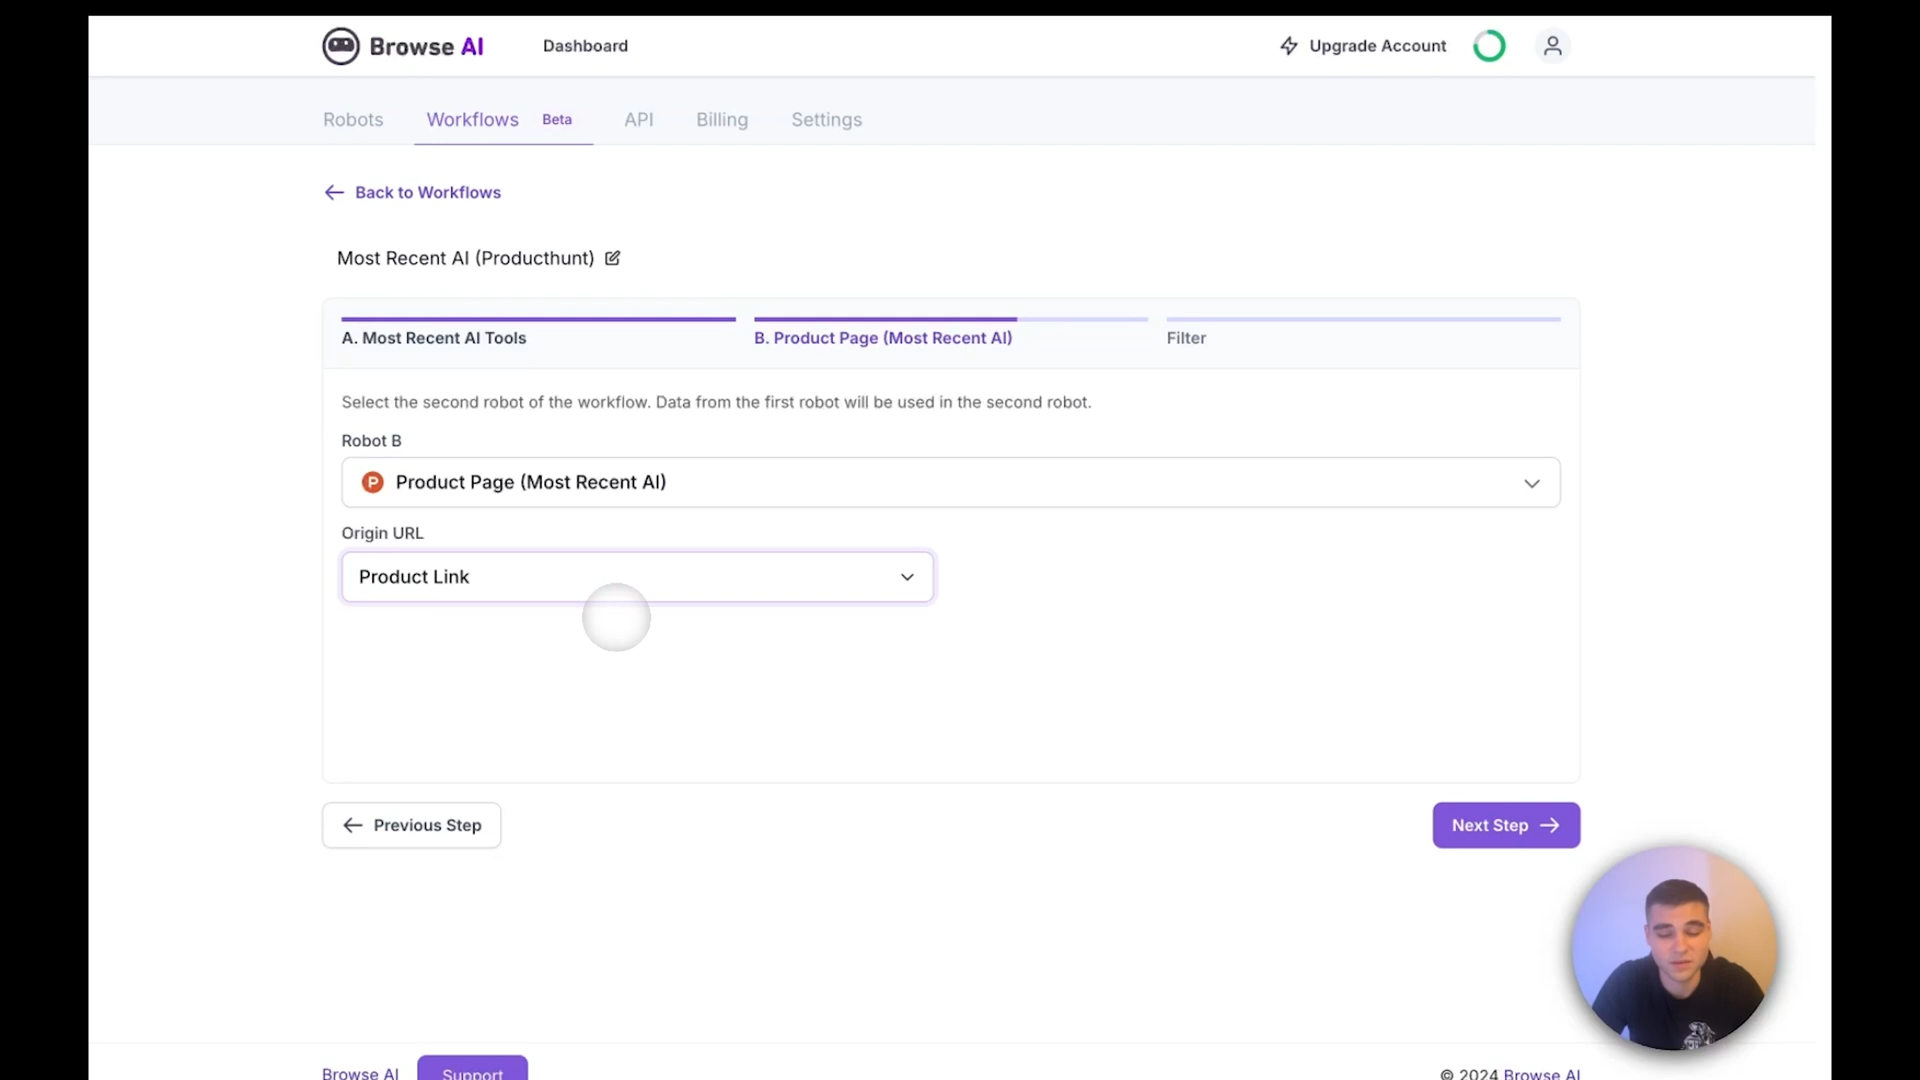 Browse AI
Dashboard
Upgrade Account
Robots
Workflows Beta
API
Billing
Settings
Back to Workflows
Most Recent AI (Producthunt)
A. Most Recent AI Tools
B. Product Page (Most Recent AI)
Filter
Select the second robot of the workflow. Data from the first robot will be used in the second robot.
Robot B
P Product Page (Most Recent AI)
Origin URL
Product Link
Previous Step
Next Step
Browse AI
Support
© 2024 Browse AI